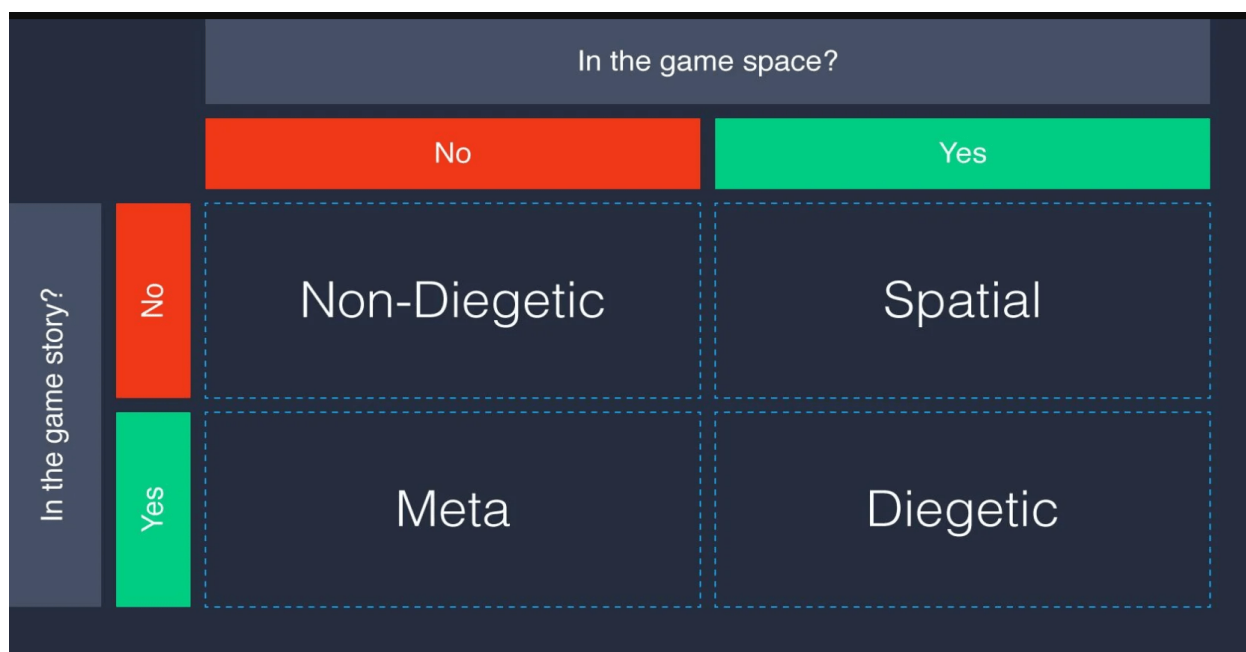 In the game space?
No
Yes
In the game story?
No
Non-Diegetic
Spatial
Yes
Meta
Diegetic